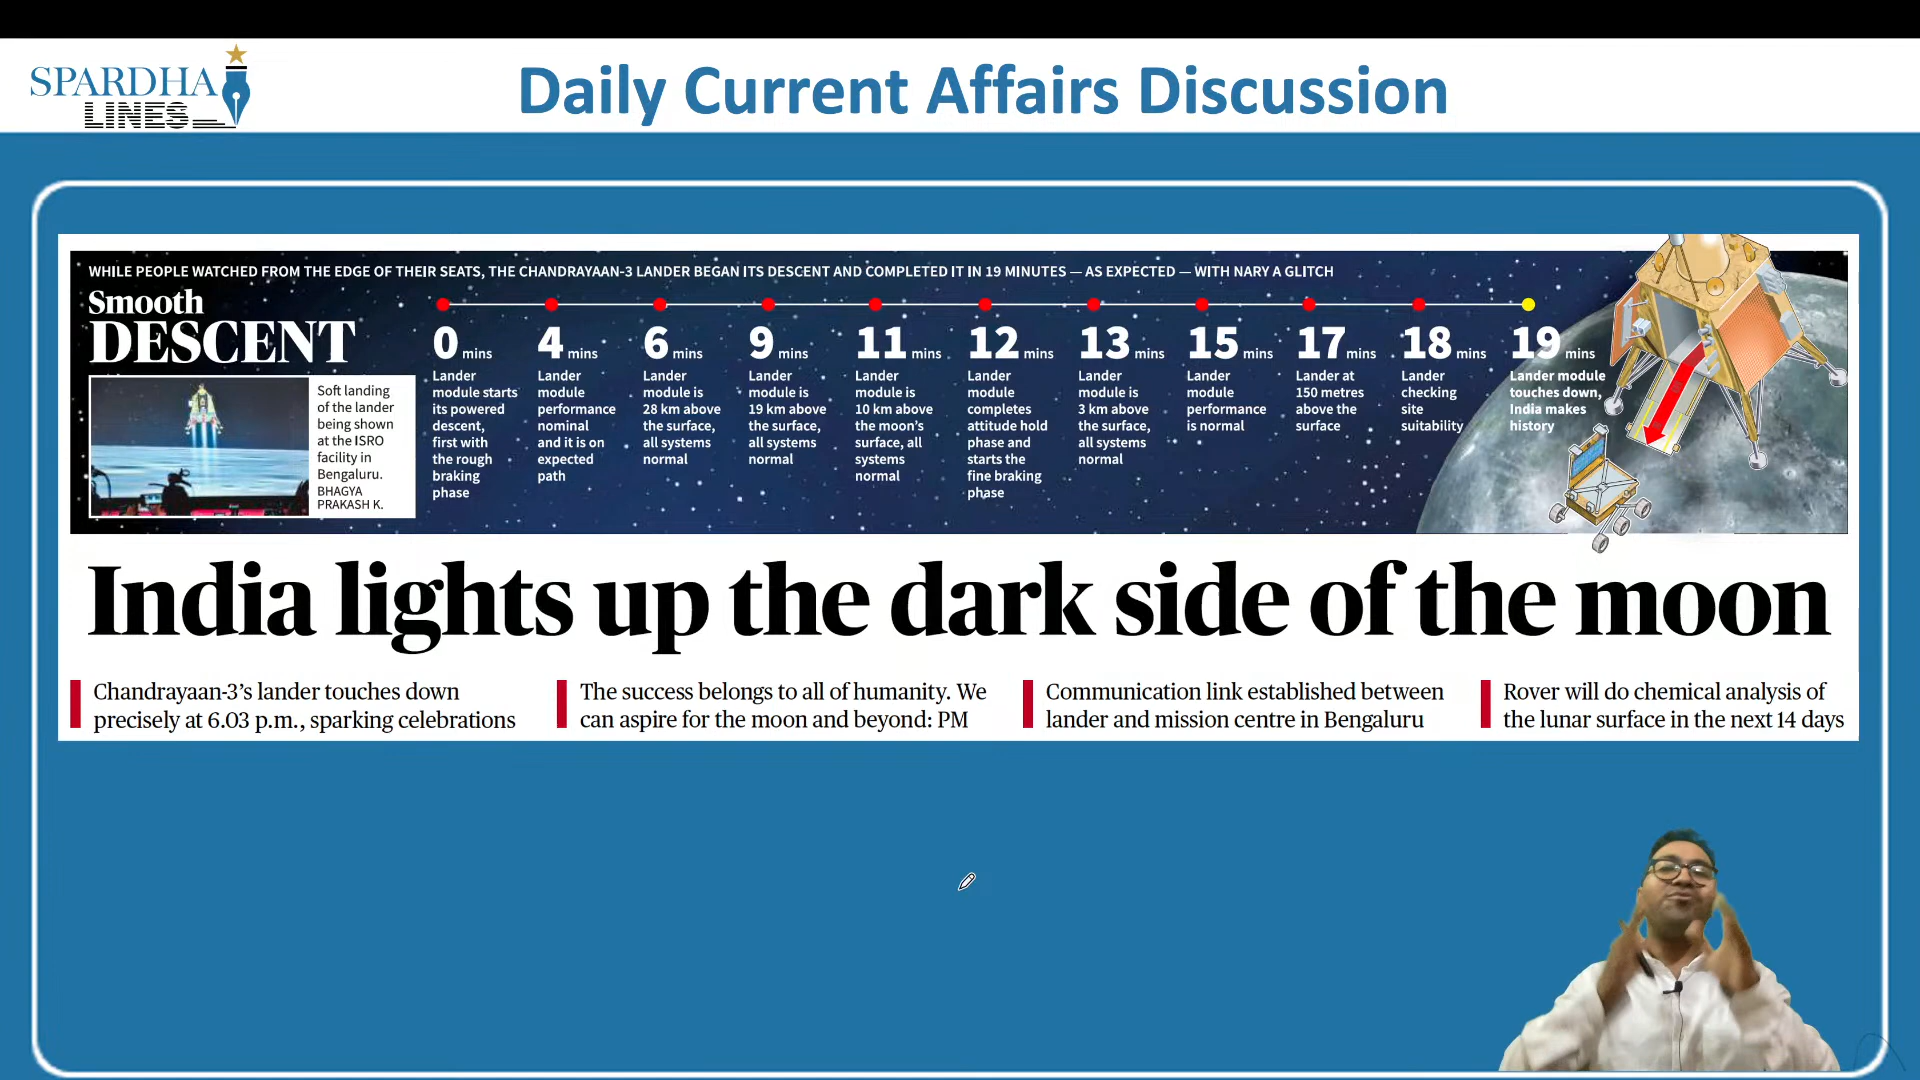 SPARDHA
LINES
Daily Current Affairs Discussion
WHILE PEOPLE WATCHED FROM THE EDGE OF THEIR SEATS, THE CHANDRAYAAN-3 LANDER BEGAN ITS DESCENT AND COMPLETED IT IN 19 MINUTES — AS EXPECTED — WITH NARY A GLITCH
Smooth
DESCENT
Soft landing
of the lander
being shown
at the ISRO
facility in
Bengaluru.
BHAGYA
PRAKASH K.
0 mins
Lander
module starts
its powered
descent,
first with
the rough
braking
phase
4 mins
Lander
module
performance
nominal
and it is on
expected
path
6 mins
Lander
module is
28 km above
the surface,
all systems
normal
9 mins
Lander
module is
19 km above
the surface,
all systems
normal
11 mins
Lander
module is
10 km above
the moon's
surface, all
systems
normal
12 mins
Lander
module
completes
attitude hold
phase and
starts the
fine braking
phase
13 mins
Lander
module is
3 km above
the surface,
all systems
normal
15 mins
Lander
module
performance
is normal
17 mins
Lander at
150 metres
above the
surface
18 mins
Lander
checking
site
suitability
19 mins
Lander module
touches down,
India makes
history
India lights up the dark side of the moon
Chandrayaan-3's lander touches down
precisely at 6.03 p.m., sparking celebrations
The success belongs to all of humanity. We
can aspire for the moon and beyond: PM
Communication link established between
lander and mission centre in Bengaluru
Rover will do chemical analysis of
the lunar surface in the next 14 days